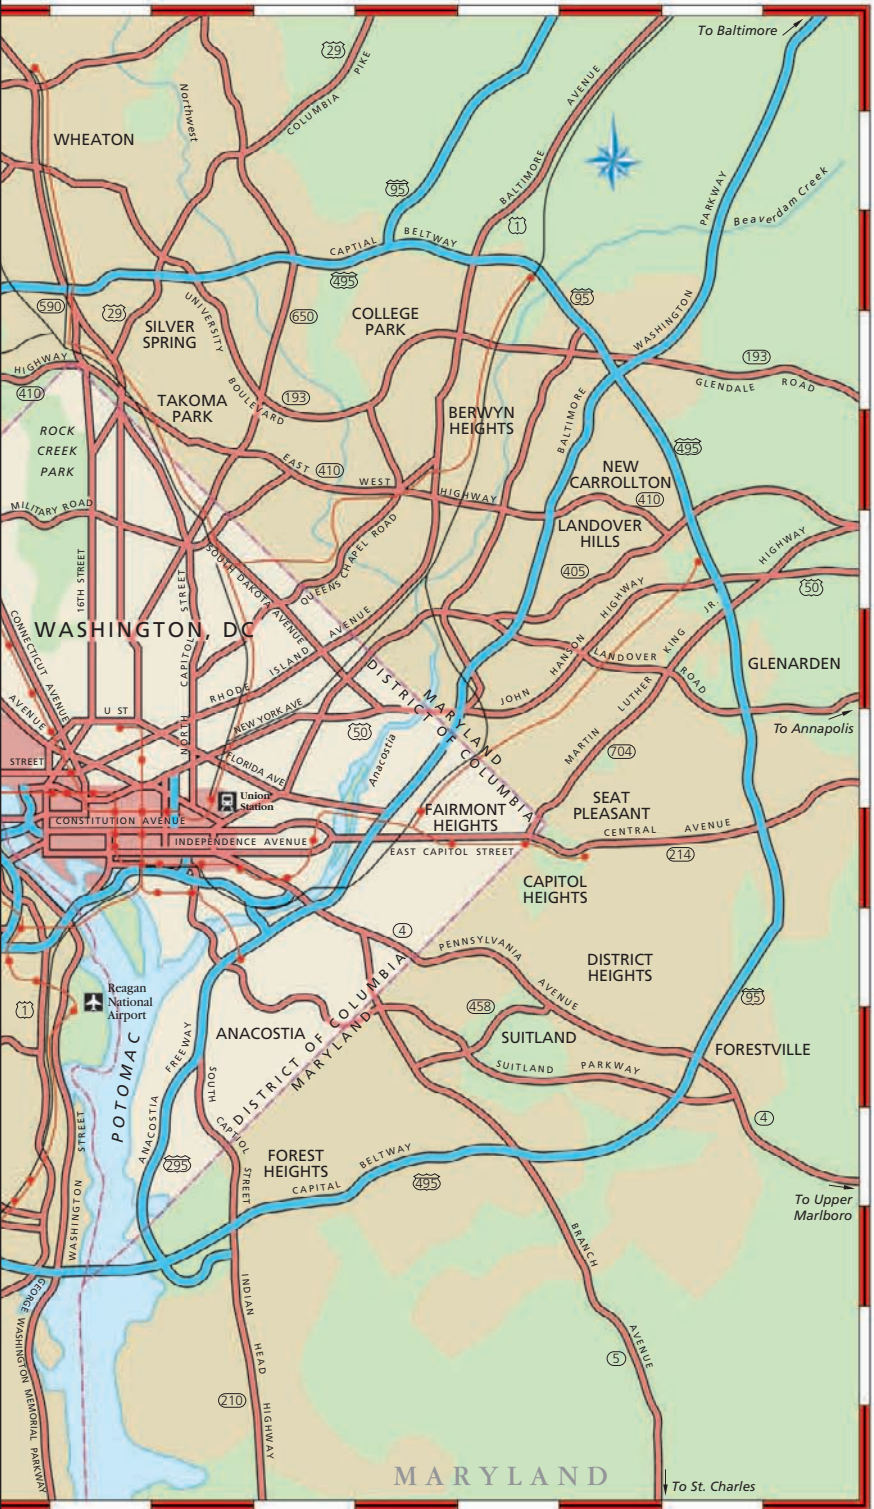 To Baltimore
29
COLUMBIA PIKE
Northwest
WHEATON
BALTIMORE AVENUE
95
1
PARKWAY
Beaverdam Creek
CAPTIAL BELTWAY
495
590
29
UNIVERSITY
650
COLLEGE
PARK
95
WASHINGTON
SILVER
SPRING
193
GLENDALE ROAD
HIGHWAY
410
TAKOMA
PARK
BOULEVARD
193
BERWYN
HEIGHTS
BALTIMORE
ROCK
CREEK
PARK
EAST
410
WEST
HIGHWAY
495
NEW
CARROLLTON
410
MILITARY ROAD
LANDOVER
HILLS
HIGHWAY
16TH STREET
STREET
SOUTH DAKOTA AVENUE
QUEENS CHAPEL ROAD
405
HIGHWAY
50
CONNECTICUT AVENUE
WASHINGTON, DC
CAPITOL
AVENUE
ISLAND
RHODE
JR.
KING
LUTHER
MARTIN
HANSON
JOHN
LANDOVER
ROAD
GLENARDEN
AVENUE
U ST
NORTH
NEW YORK AVE
50
DISTRICT OF COLUMBIA
MARYLAND
To Annapolis
STREET
FLORIDA AVE
Anacostia
704
Union
Station
CONSTITUTION AVENUE
INDEPENDENCE AVENUE
FAIRMONT
HEIGHTS
SEAT
PLEASANT
CENTRAL AVENUE
214
EAST CAPITOL STREET
CAPITOL
HEIGHTS
4
PENNSYLVANIA
AVENUE
DISTRICT
HEIGHTS
1
Reagan
National
Airport
458
95
ANACOSTIA
DISTRICT OF COLUMBIA
MARYLAND
SUITLAND
SUITLAND PARKWAY
FORESTVILLE
POTOMAC
ANACOSTIA FREEWAY
SOUTH
CAPTIOL
STREET
4
WASHINGTON STREET
295
FOREST
HEIGHTS
CAPITAL BELTWAY
495
To Upper
Marlboro
BRANCH
AVENUE
GEORGE WASHINGTON MEMORIAL PARKWAY
INDIAN HEAD HIGHWAY
5
210
MARYLAND
To St. Charles